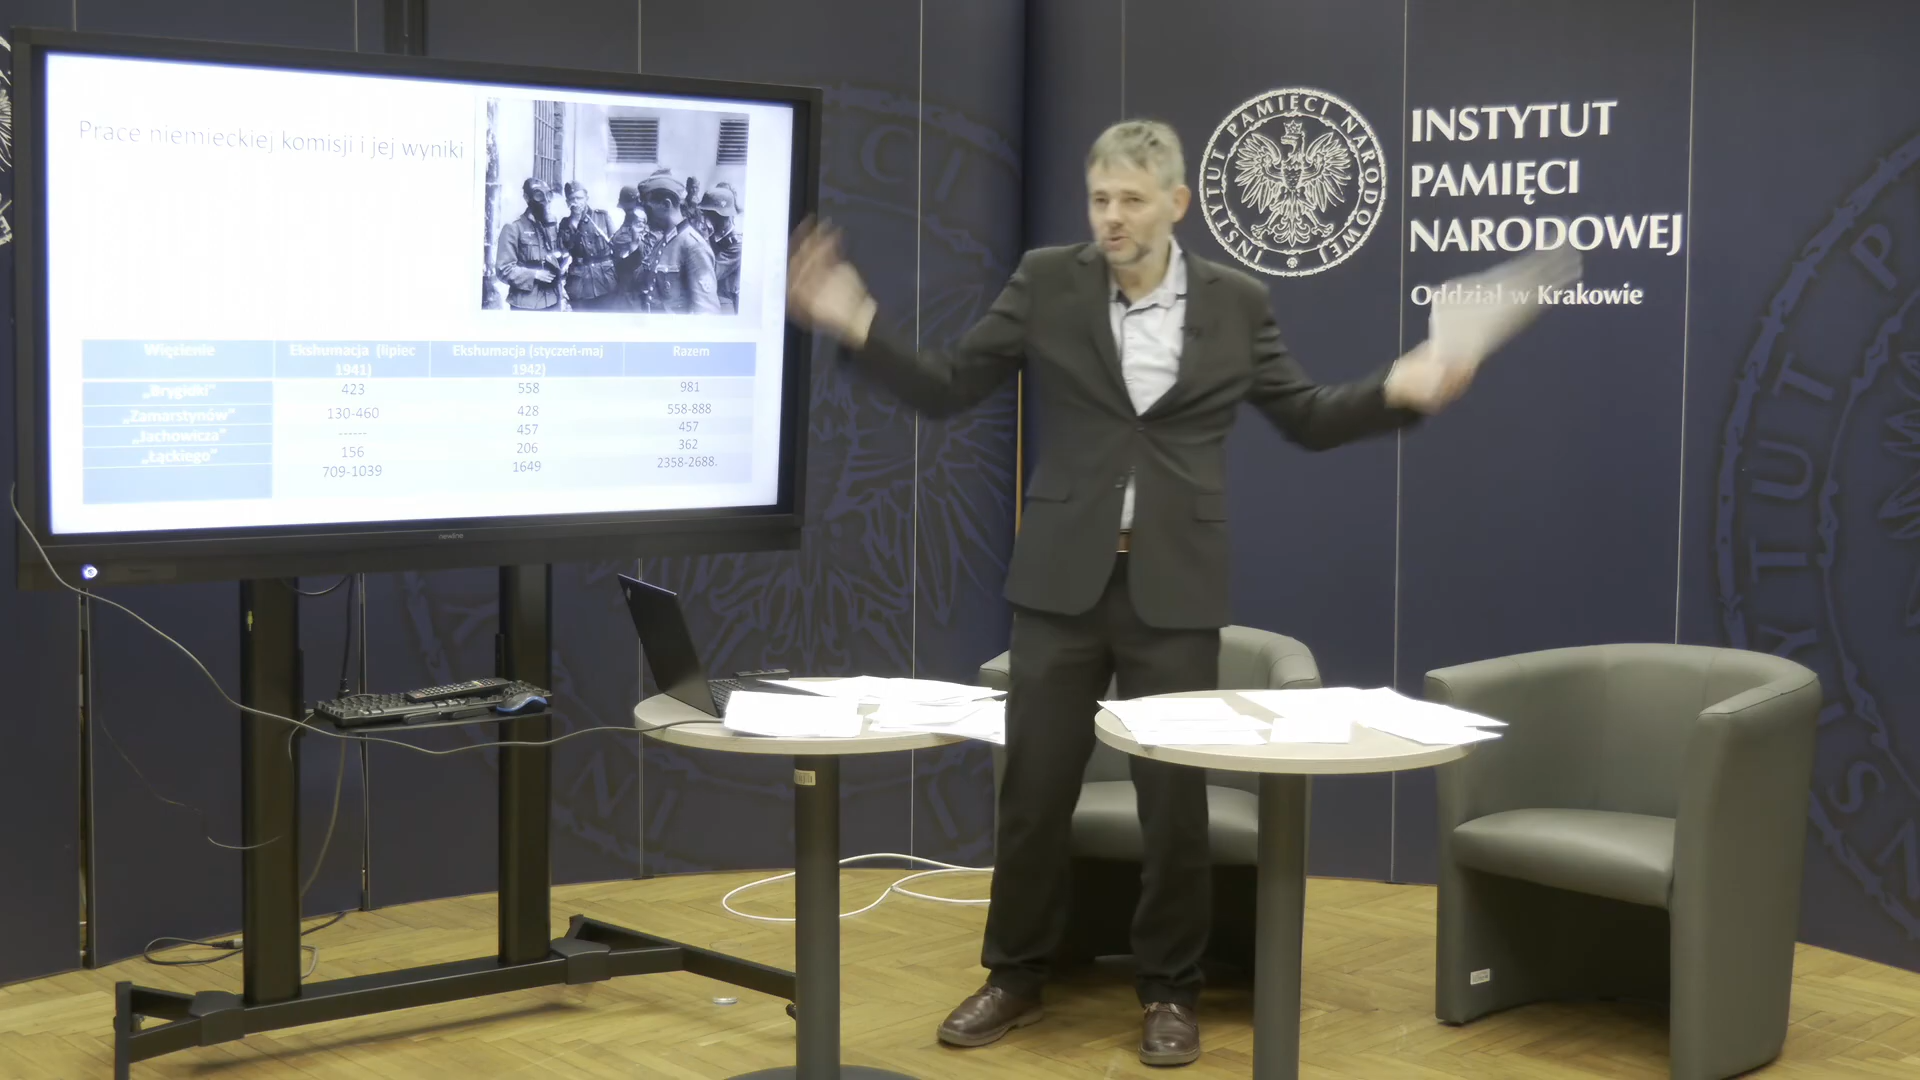 Prace niemieckiej komisji i jej wyniki
Więzienie Ekshumacja (lipiec 1941) Ekshumacja (styczeń-maj 1942) Razem
„Brygidki" 423 558 981
„Zamarstynów" 130-460 428 558-888
„Jachowicza" ------ 457 457
„Łąckiego" 156 206 362
709-1039 1649 2358-2688.
newline
INSTYTUT PAMIĘCI NARODOWEJ
INSTYTUT
PAMIĘCI
NARODOWEJ
Oddział w Krakowie